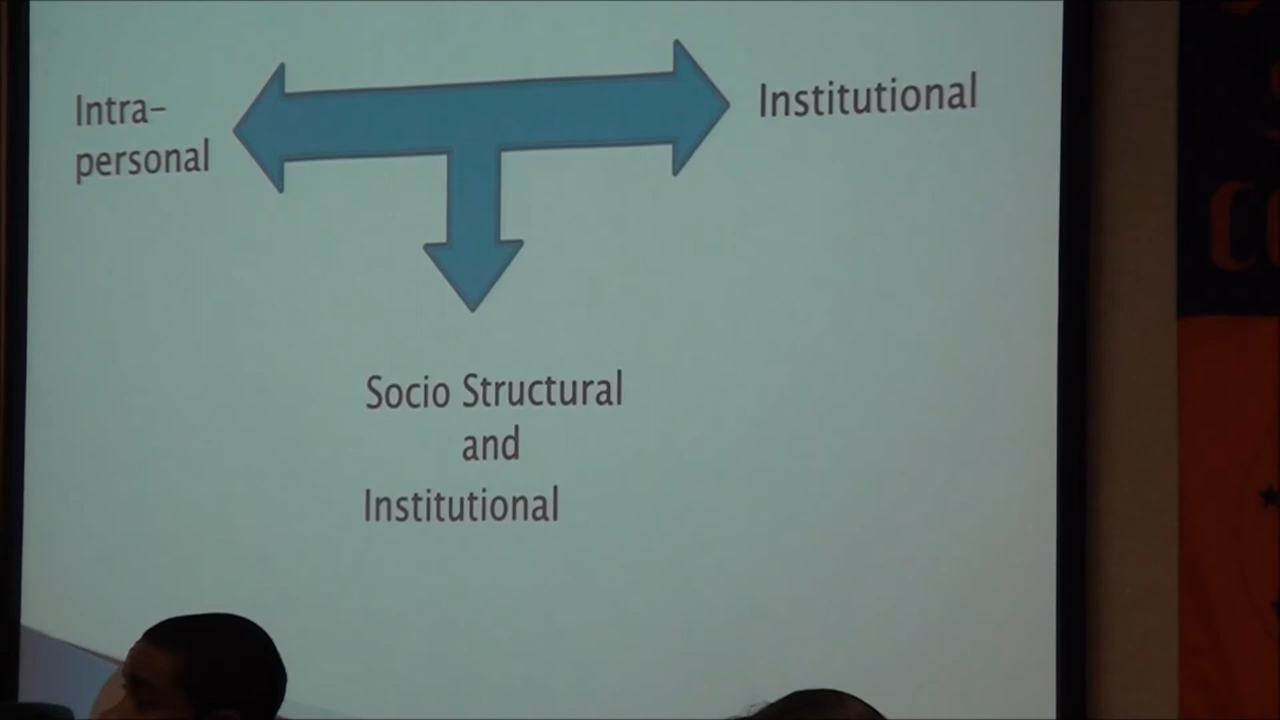 Intra-
personal
Institutional
Socio Structural
and
Institutional